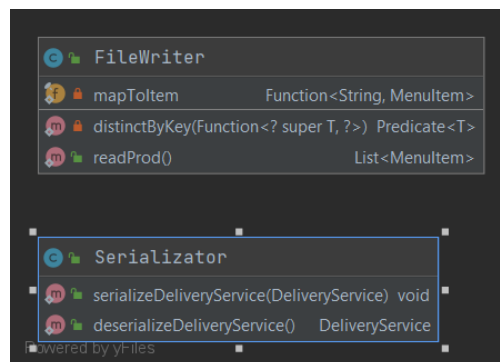 FileWriter
mapToItem Function<String, MenuItem>
distinctByKey(Function<? super T, ?>) Predicate<T>
readProd() List<MenuItem>
Serializator
serializeDeliveryService(DeliveryService) void
deserializeDeliveryService() DeliveryService
Powered by yFiles